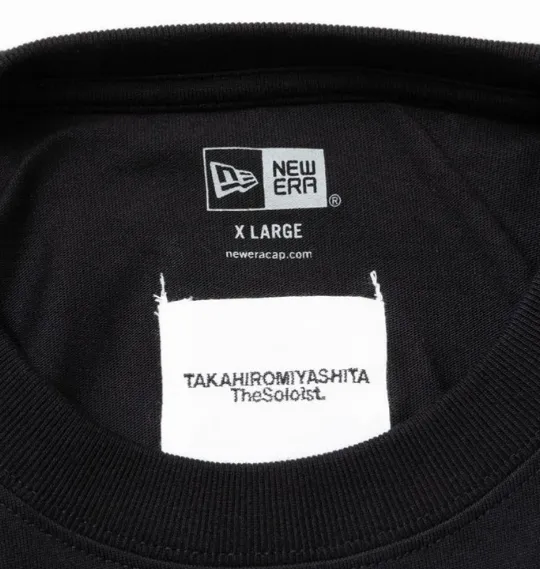 NEW
ERA®
X LARGE
neweracap.com
TAKAHIROMIYASHITA
TheSoloist.